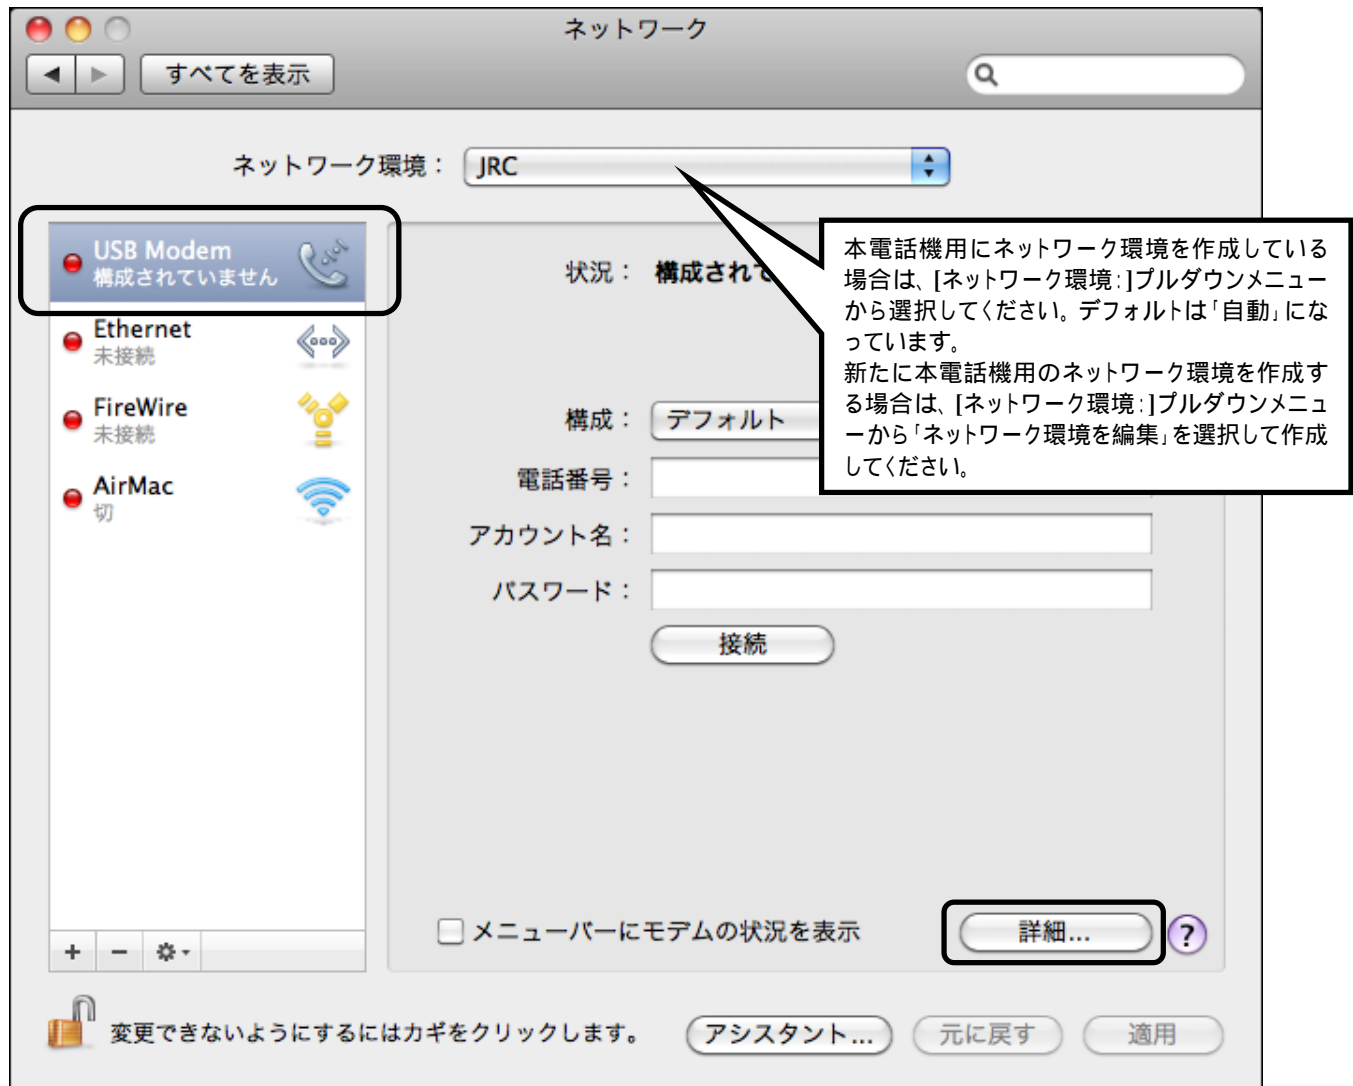 ネットワーク
すべてを表示
ネットワーク環境： JRC
USB Modem
構成されていません
Ethernet
未接続
FireWire
未接続
AirMac
切
状況： 構成されて
構成： デフォルト
電話番号：
アカウント名：
パスワード：
接続
本電話機用にネットワーク環境を作成している
場合は、[ネットワーク環境：]プルダウンメニュー
から選択してください。デフォルトは「自動」にな
っています。
新たに本電話機用のネットワーク環境を作成す
る場合は、[ネットワーク環境：]プルダウンメニュ
ーから「ネットワーク環境を編集」を選択して作成
してください。
メニューバーにモデムの状況を表示
詳細...
?
変更できないようにするにはカギをクリックします。
アシスタント...
元に戻す
適用